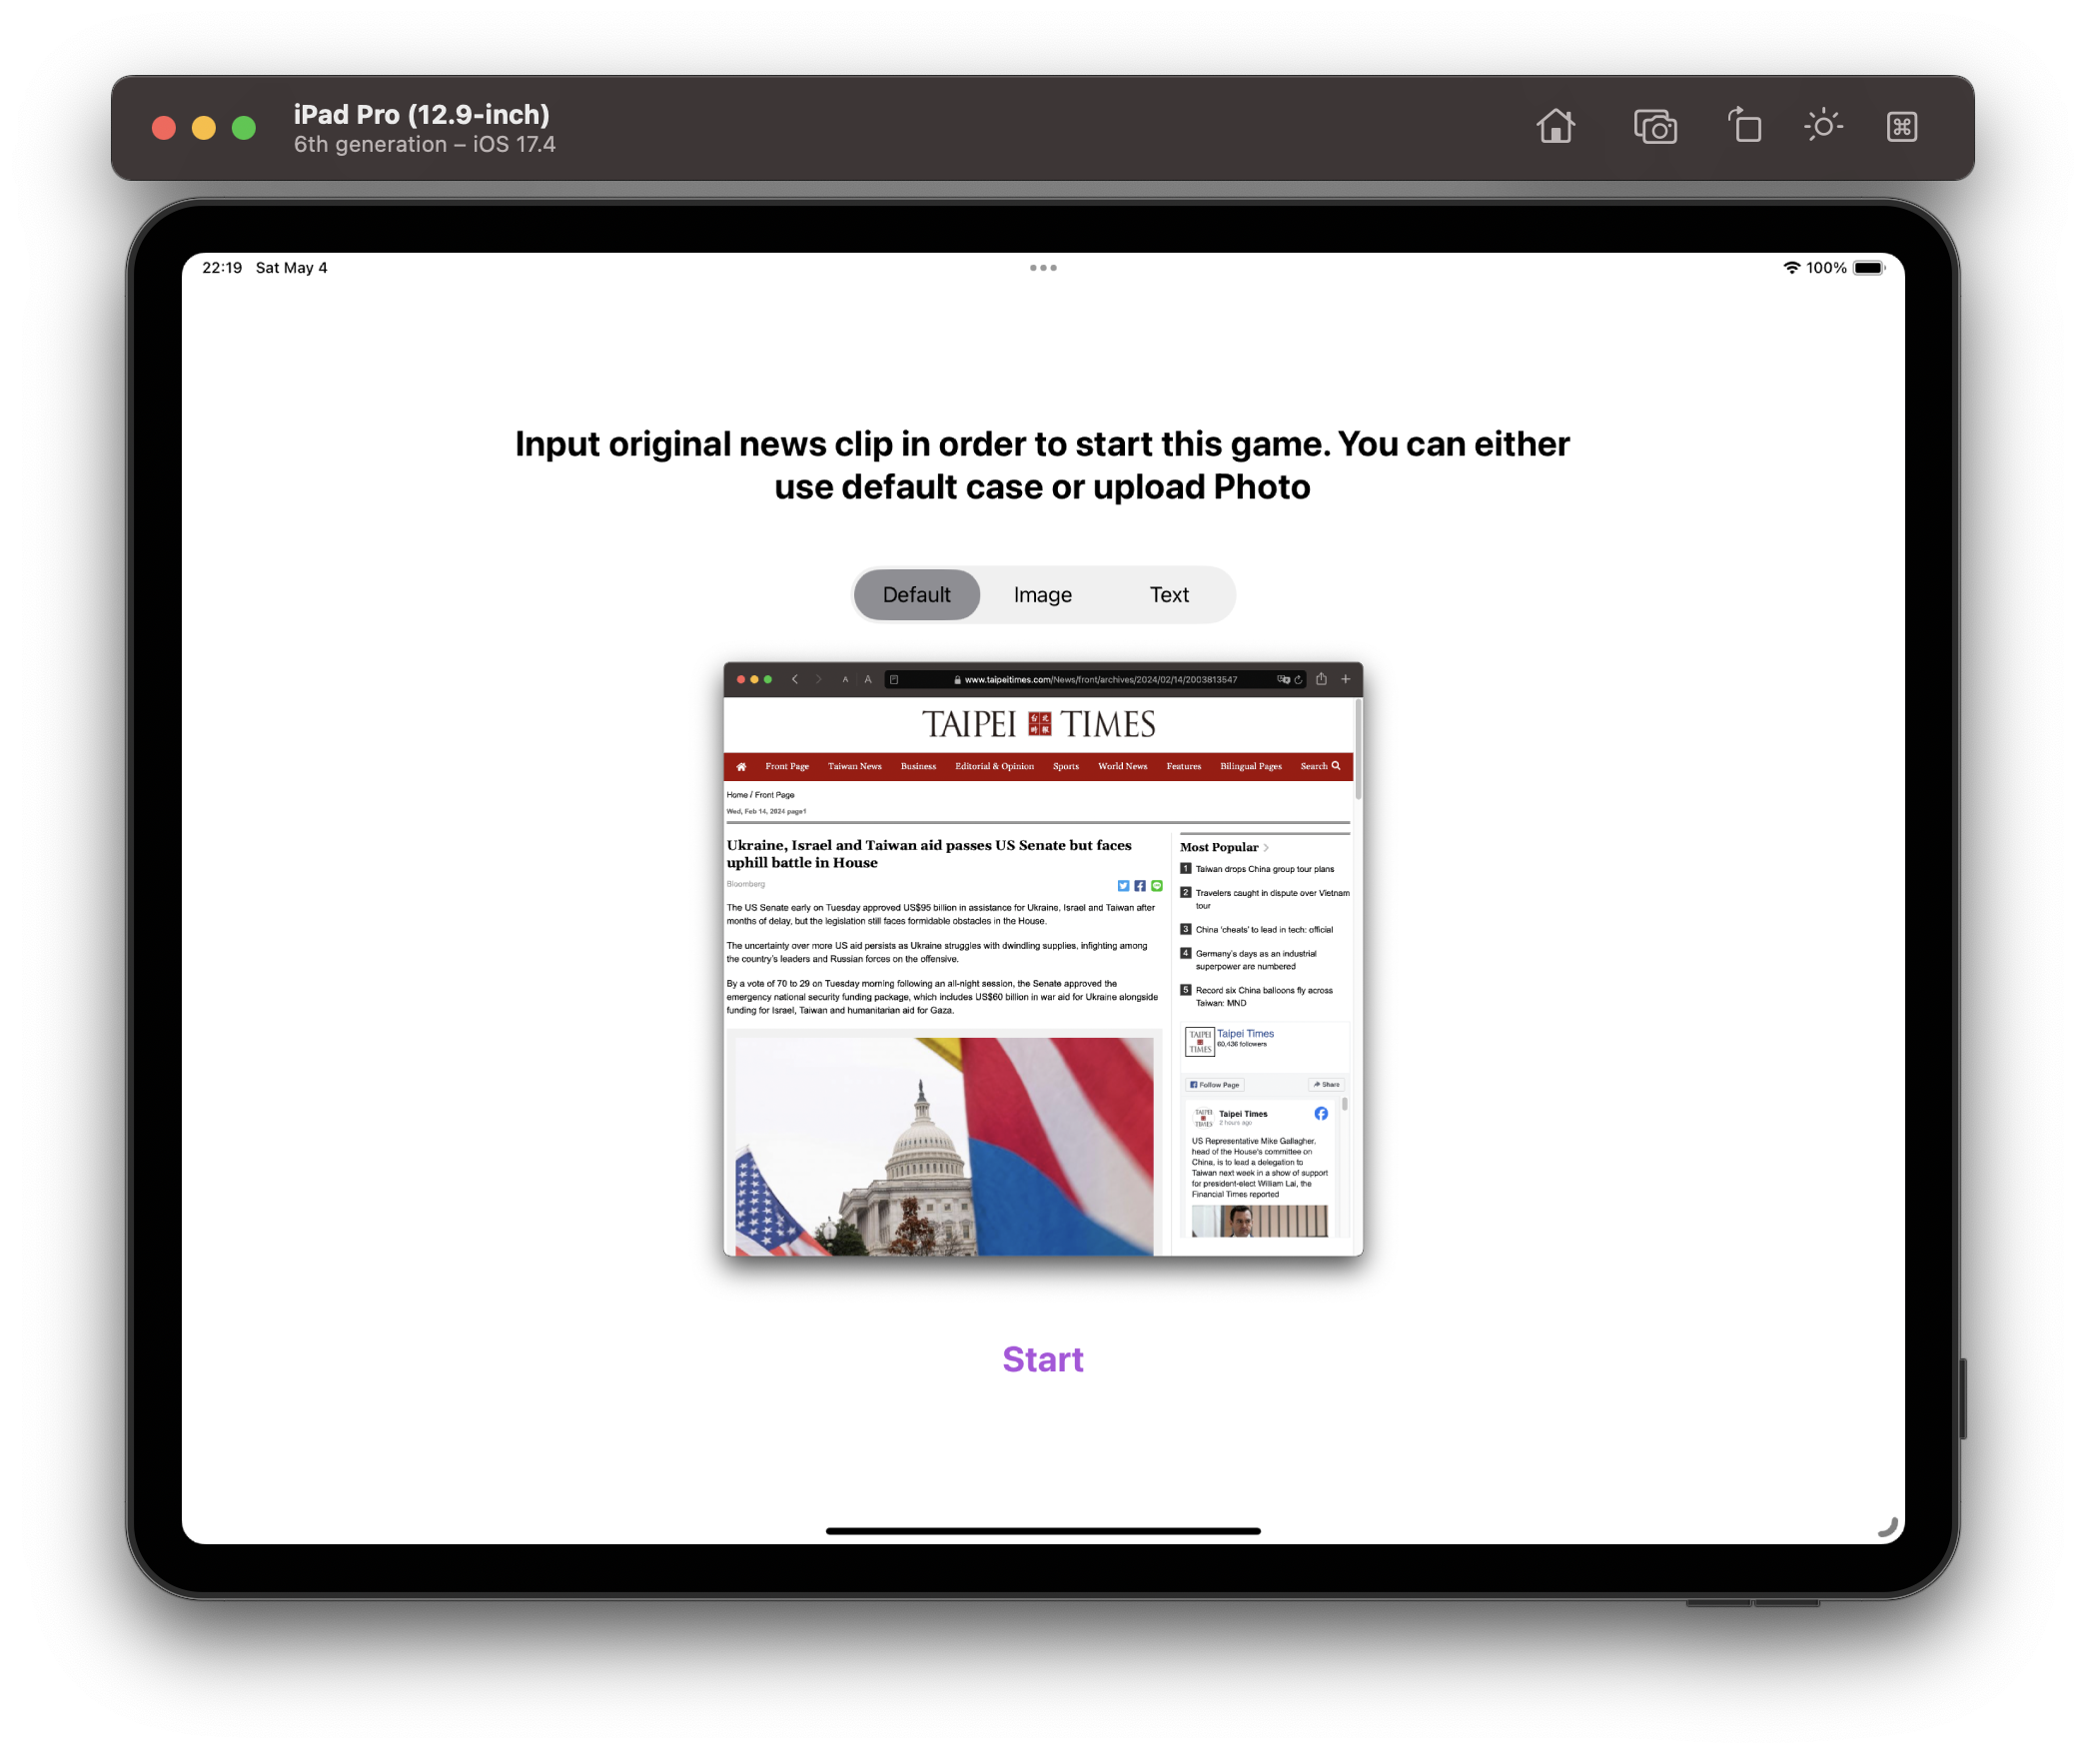 iPad Pro (12.9-inch)
6th generation – iOS 17.4
22:19 Sat May 4
100%
Input original news clip in order to start this game. You can either
use default case or upload Photo
Default Image Text
A A www.taipeitimes.com/News/front/archives/2024/02/14/2003813547
TAIPEI 台北時報 TIMES
Front Page Taiwan News Business Editorial & Opinion Sports World News Features Bilingual Pages Search
Home / Front Page
Wed, Feb 14, 2024 page1
Ukraine, Israel and Taiwan aid passes US Senate but faces
uphill battle in House
Bloomberg
The US Senate early on Tuesday approved US$95 billion in assistance for Ukraine, Israel and Taiwan after
months of delay, but the legislation still faces formidable obstacles in the House.
The uncertainty over more US aid persists as Ukraine struggles with dwindling supplies, infighting among
the country's leaders and Russian forces on the offensive.
By a vote of 70 to 29 on Tuesday morning following an all-night session, the Senate approved the
emergency national security funding package, which includes US$60 billion in war aid for Ukraine alongside
funding for Israel, Taiwan and humanitarian aid for Gaza.
Most Popular
1 Taiwan drops China group tour plans
2 Travelers caught in dispute over Vietnam
tour
3 China 'cheats' to lead in tech: official
4 Germany's days as an industrial
superpower are numbered
5 Record six China balloons fly across
Taiwan: MND
TAIPEI
TIMES
Taipei Times
60,436 followers
Follow Page Share
TAIPEI
TIMES
Taipei Times
2 hours ago
US Representative Mike Gallagher,
head of the House's committee on
China, is to lead a delegation to
Taiwan next week in a show of support
for president-elect William Lai, the
Financial Times reported
Start